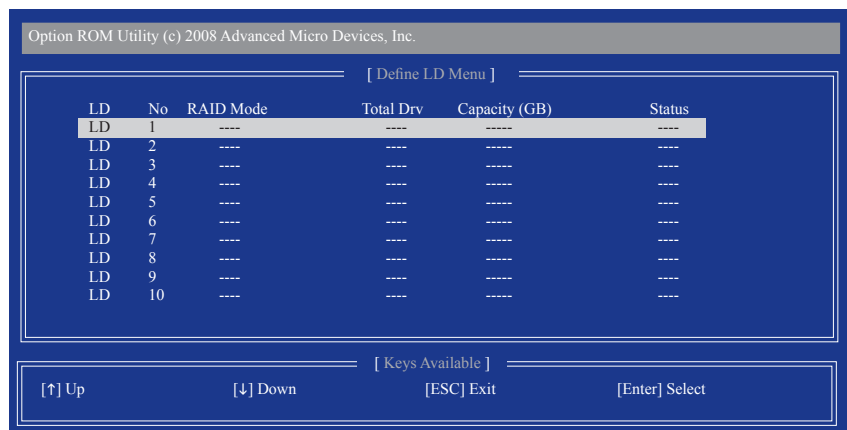 Option ROM Utility (c) 2008 Advanced Micro Devices, Inc.
[ Define LD Menu ]
LD No RAID Mode Total Drv Capacity (GB) Status
LD 1 ---- ---- ----- ----
LD 2 ---- ---- ----- ----
LD 3 ---- ---- ----- ----
LD 4 ---- ---- ----- ----
LD 5 ---- ---- ----- ----
LD 6 ---- ---- ----- ----
LD 7 ---- ---- ----- ----
LD 8 ---- ---- ----- ----
LD 9 ---- ---- ----- ----
LD 10 ---- ---- ----- ----
[ Keys Available ]
[↑] Up [↓] Down [ESC] Exit [Enter] Select